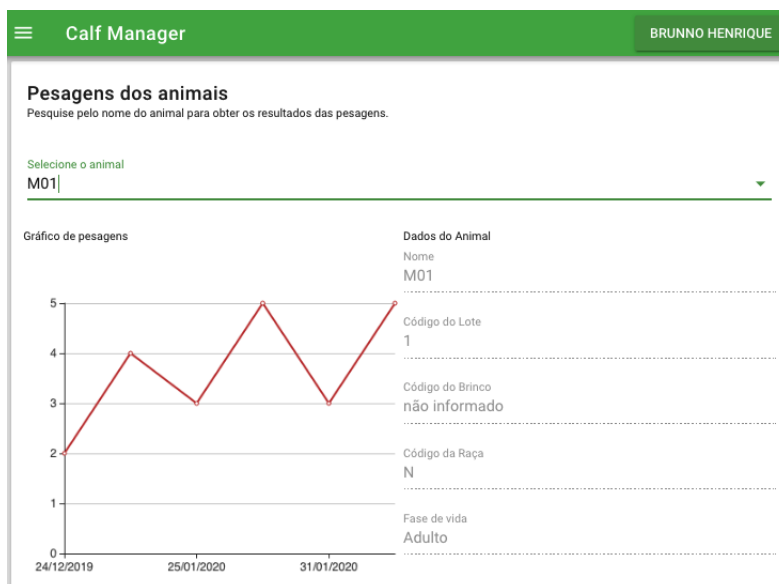 Calf Manager
BRUNNO HENRIQUE
Pesagens dos animais
Pesquise pelo nome do animal para obter os resultados das pesagens.
Selecione o animal
M01
Gráfico de pesagens
5
4
3
2
1
0
24/12/2019 25/01/2020 31/01/2020
Dados do Animal
Nome
M01
Código do Lote
1
Código do Brinco
não informado
Código da Raça
N
Fase de vida
Adulto